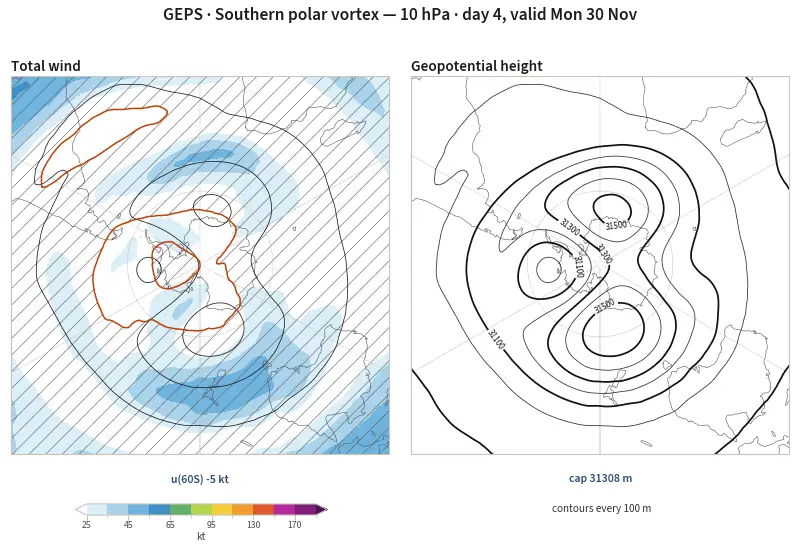 GEPS · Southern polar vortex — 10 hPa · day 4, valid Mon 30 Nov
Total wind
Geopotential height
31500
31300
31300
31100
31500
31100
u(60S) -5 kt
cap 31308 m
contours every 100 m
25 45 65 95 130 170
kt